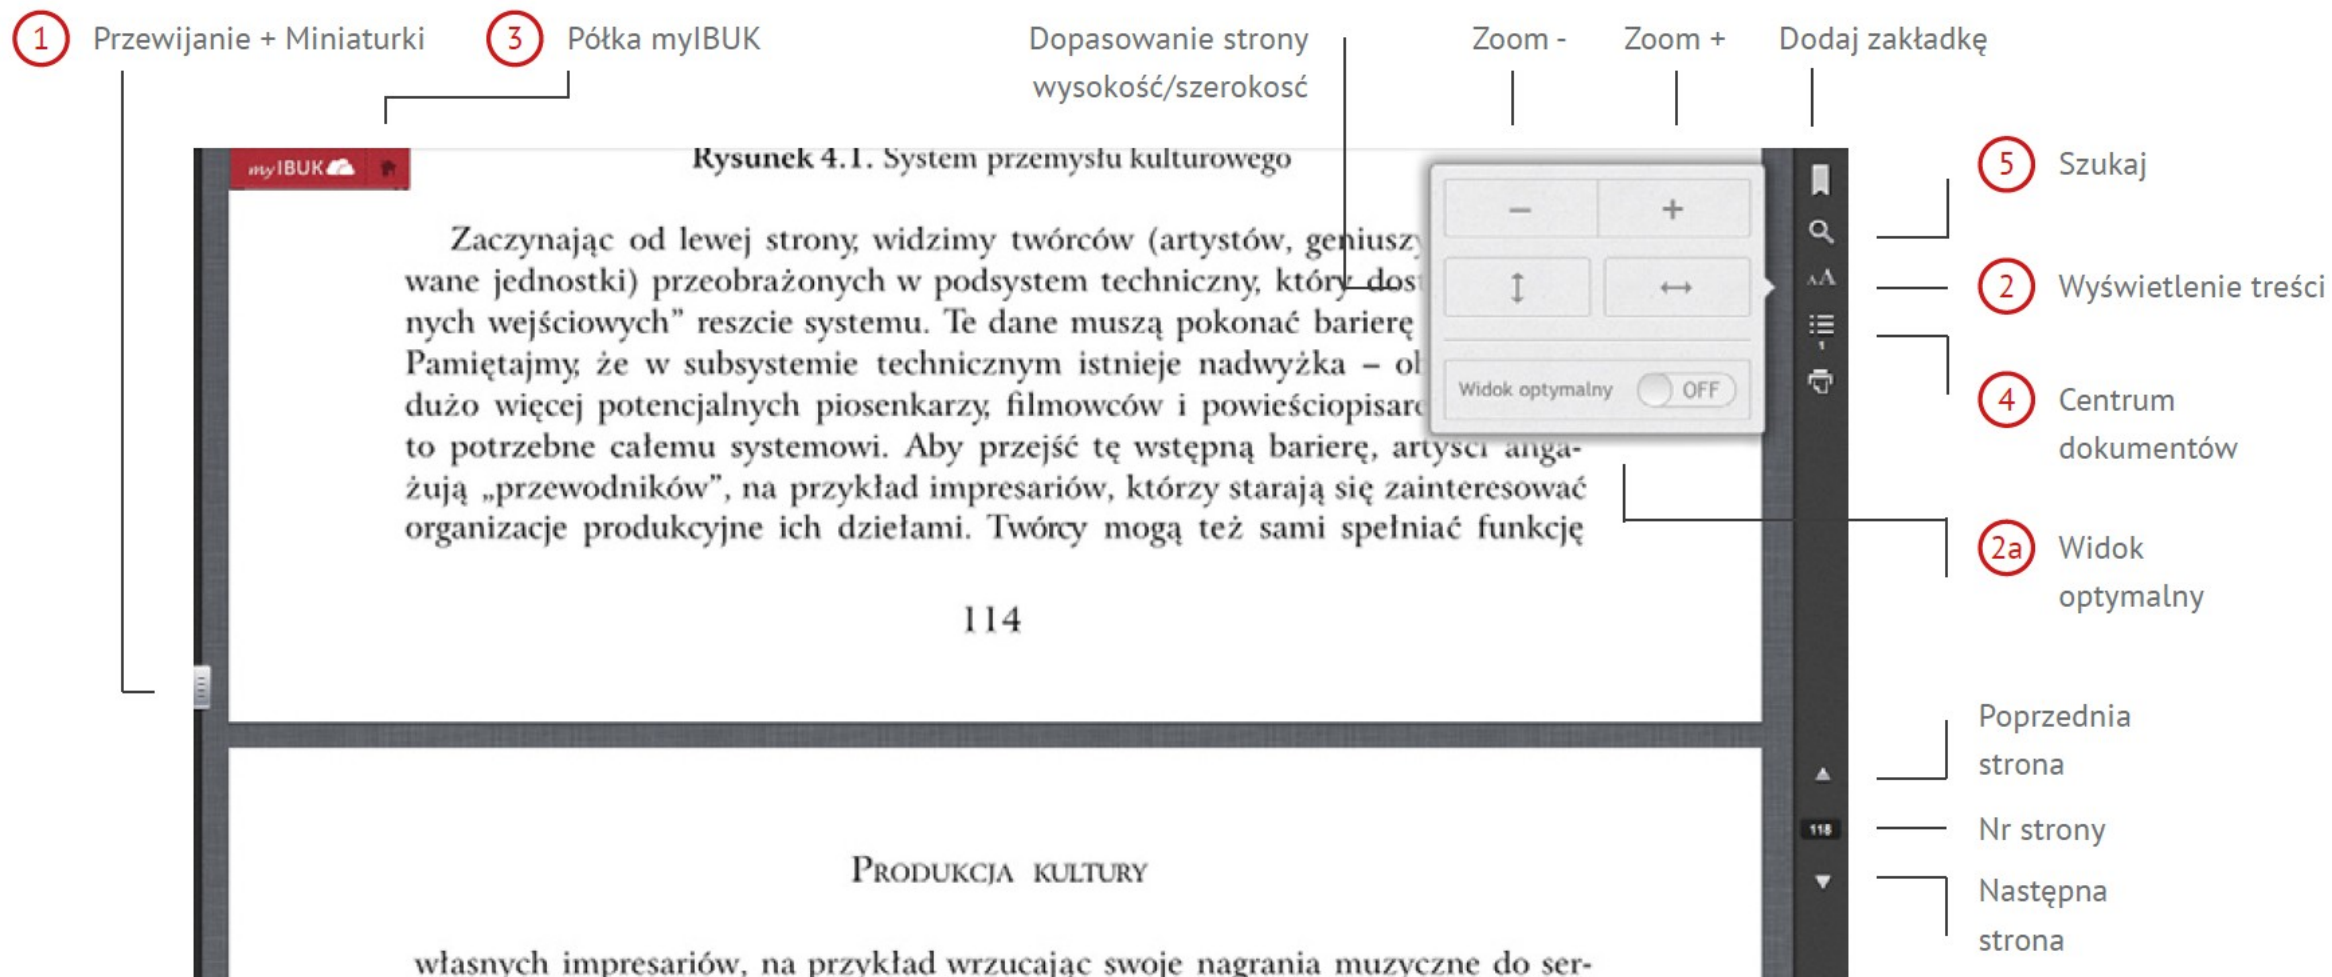 1 Przewijanie + Miniaturki
3 Półka myIBUK
Dopasowanie strony
wysokość/szerokosć
Zoom -
Zoom +
Dodaj zakładkę
my IBUK
Rysunek 4.1. System przemysłu kulturowego
Zaczynając od lewej strony, widzimy twórców (artystów,
wane jednostki) przeobrażonych w podsystem techniczny, który
nych wejściowych” reszcie systemu. Te dane muszą pokonać barierę
Pamiętajmy, że w subsystemie technicznym istnieje nadwyżka –
dużo więcej potencjalnych piosenkarzy, filmowców i
to potrzebne całemu systemowi. Aby przejść tę wstępną barierę, artyści anga-
żują „przewodników”, na przykład impresariów, którzy starają się zainteresować
organizacje produkcyjne ich dziełami. Twórcy mogą też sami spełniać funkcję
114
PRODUKCJA KULTURY
własnych impresariów, na przykład wrzucając swoje nagrania muzyczne do ser-
− +
Widok optymalny OFF
AA
1
118
5 Szukaj
2 Wyświetlenie treści
4 Centrum
dokumentów
2a Widok
optymalny
Poprzednia
strona
Nr strony
Następna
strona